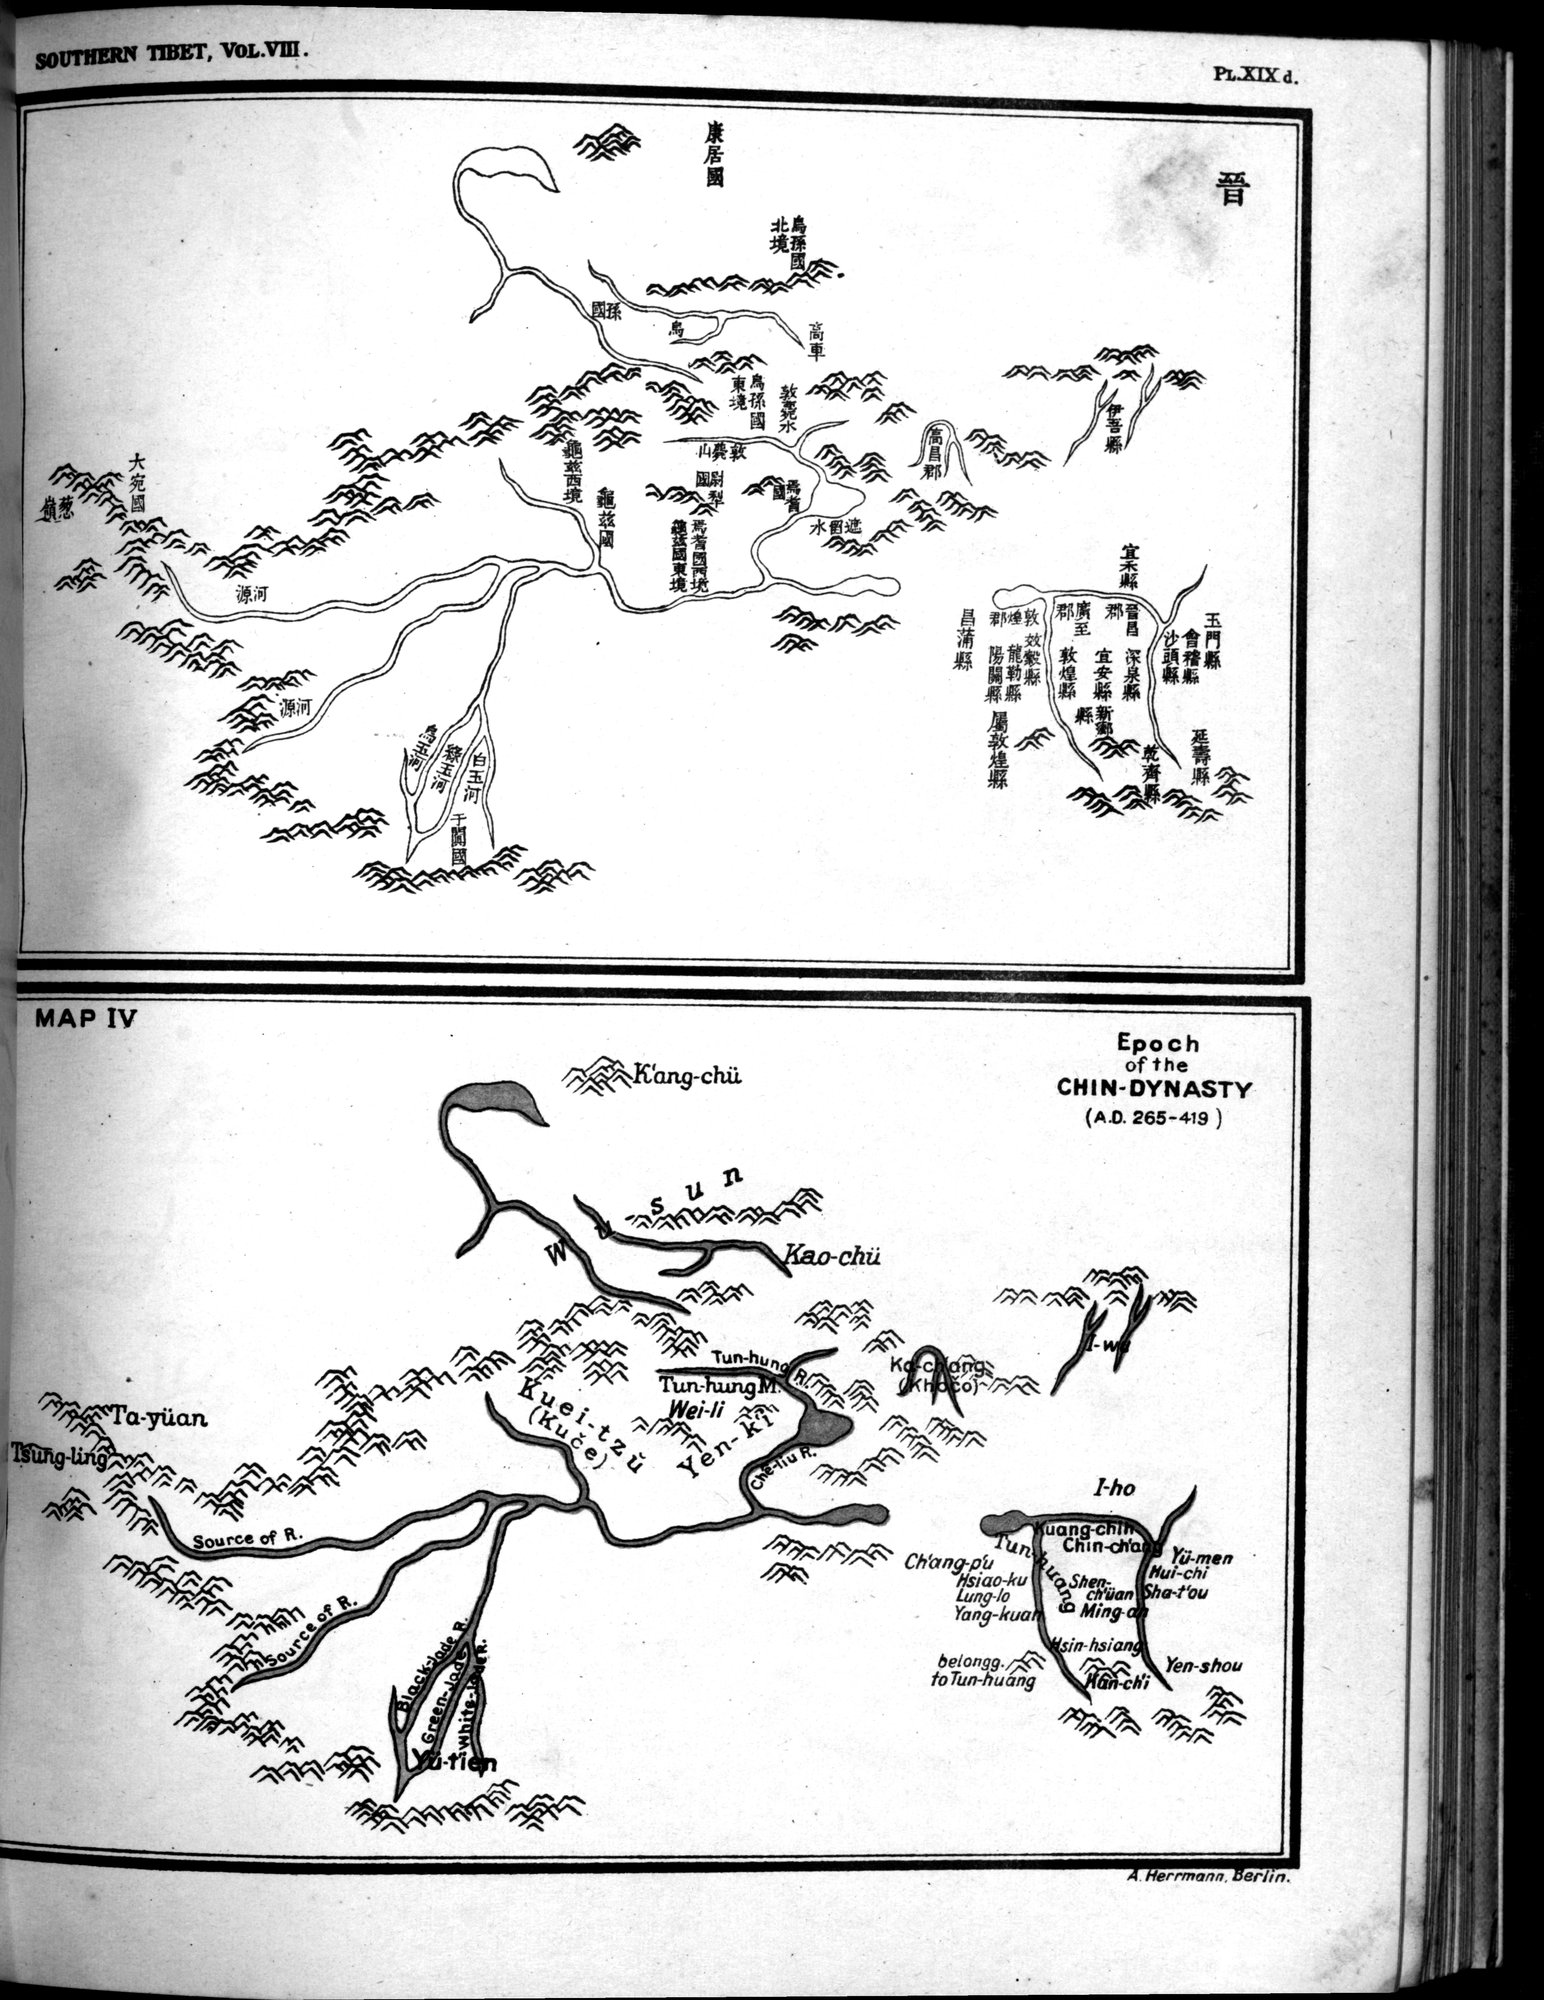 SOUTHERN TIBET, VOL.VIII.
PL.XIX d.
康居國
晉
烏孫國
北境
孫國
烏
高車
烏孫國
東境
敦薨水
敦薨山
尉犁國
焉耆國
龜茲西境
龜茲國
焉耆國西境
龜茲國東境
高昌郡
伊吾縣
大宛國
葱嶺
河源
河源
烏玉河
綠玉河
白玉河
于闐國
宜禾縣
昌蒲縣
敦煌郡
效穀縣
龍勒縣
陽關縣
屬敦煌縣
廣至郡
敦煌縣
晉昌郡
宜安縣
新鄉縣
深泉縣
沙頭縣
會稽縣
玉門縣
乾齊縣
延壽縣
MAP IV
Epoch
of the
CHIN-DYNASTY
(A.D. 265-419)
K'ang-chü
Wu-sun
Kao-chü
Tun-hung R.
Tun-hung M.
Wei-li
Yen-k'i
Kuei-tzŭ
(Kuče)
Che-liu R.
Ka-ch'ang
(Khočo)
I-wu
Ta-yüan
Tsung-ling
Source of R.
Source of R.
Black-Jade R.
Green-Jade
White-Jade R.
Yü-tien
I-ho
Kuang-chih
Chin-ch'ang
Tun-huang
Ch'ang-p'u
Hsiao-ku
Lung-lo
Yang-kuan
Shen-
ch'üan
Ming-an
Yü-men
Hui-chi
Sha-t'ou
Hsin-hsiang
belongg.
to Tun-huang
Kan-ch'i
Yen-shou
A. Herrmann, Berlin.